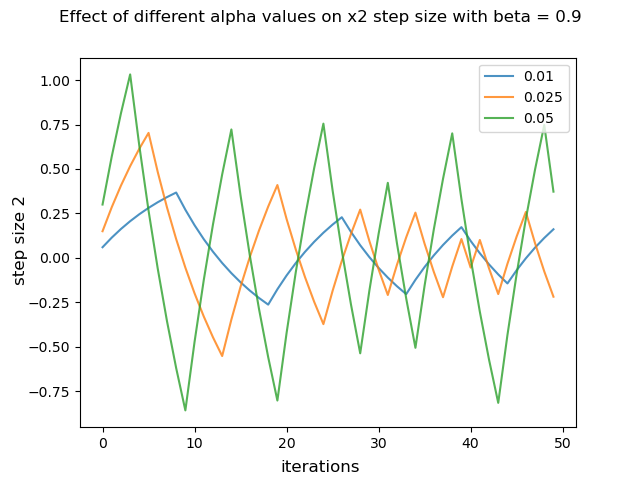 Effect of different alpha values on x2 step size with beta = 0.9
step size 2
1.00
0.75
0.50
0.25
0.00
−0.25
−0.50
−0.75
0.01
0.025
0.05
0 10 20 30 40 50
iterations